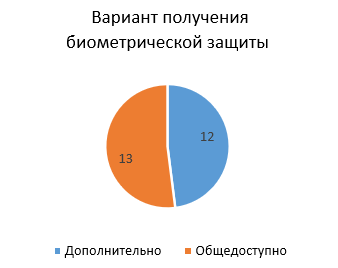 Вариант получения
биометрической защиты
12
13
Дополнительно Общедоступно